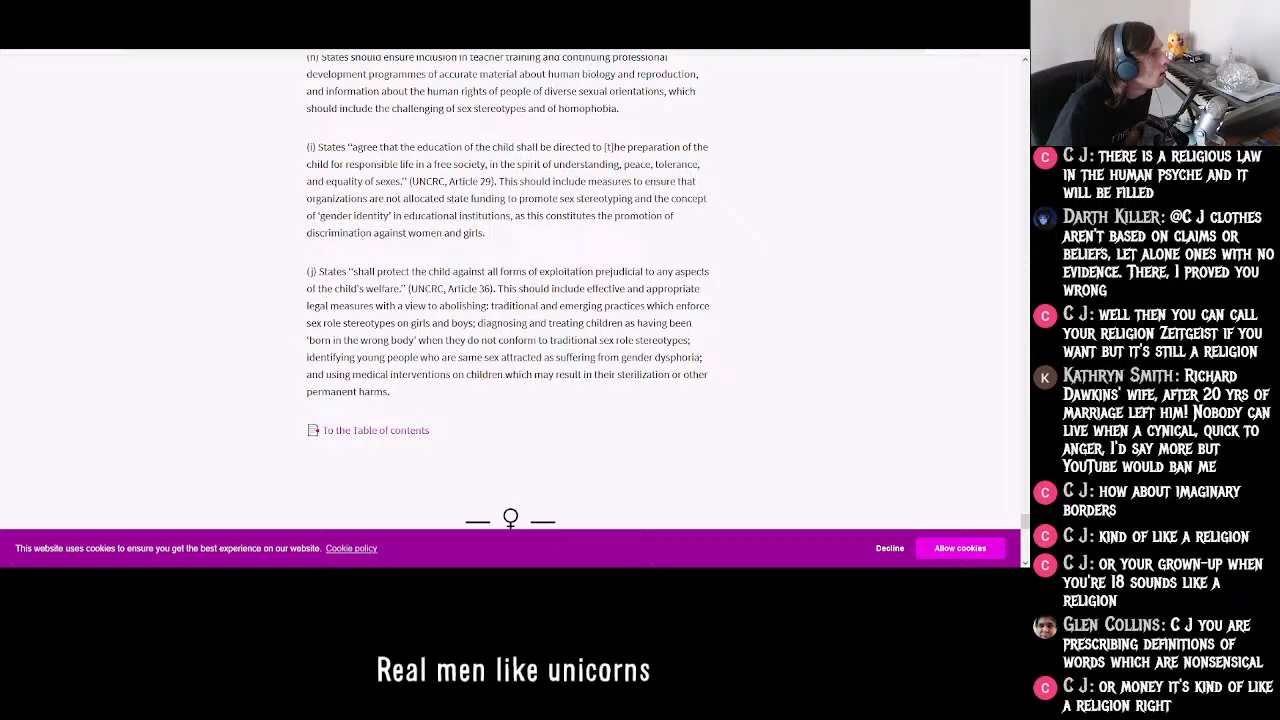 (h) States should ensure inclusion in teacher training and continuing professional
development programmes of accurate material about human biology and reproduction,
and information about the human rights of people of diverse sexual orientations, which
should include the challenging of sex stereotypes and of homophobia.
(i) States “agree that the education of the child shall be directed to [t]he preparation of the
child for responsible life in a free society, in the spirit of understanding, peace, tolerance,
and equality of sexes.” (UNCRC, Article 29). This should include measures to ensure that
organizations are not allocated state funding to promote sex stereotyping and the concept
of ‘gender identity’ in educational institutions, as this constitutes the promotion of
discrimination against women and girls.
(j) States “shall protect the child against all forms of exploitation prejudicial to any aspects
of the child’s welfare.” (UNCRC, Article 36). This should include effective and appropriate
legal measures with a view to abolishing: traditional and emerging practices which enforce
sex role stereotypes on girls and boys; diagnosing and treating children as having been
‘born in the wrong body’ when they do not conform to traditional sex role stereotypes;
identifying young people who are same sex attracted as suffering from gender dysphoria;
and using medical interventions on children which may result in their sterilization or other
permanent harms.
To the Table of contents
This website uses cookies to ensure you get the best experience on our website. Cookie policy
Decline
Allow cookies
Real men like unicorns
C C J: THERE IS A RELIGIOUS LAW
IN THE HUMAN PSYCHE AND IT
WILL BE FILLED
DARTH KILLER: @C J CLOTHES
AREN'T BASED ON CLAIMS OR
BELIEFS, LET ALONE ONES WITH NO
EVIDENCE. THERE, I PROVED YOU
WRONG
C C J: WELL THEN YOU CAN CALL
YOUR RELIGION ZEITGEIST IF YOU
WANT BUT IT'S STILL A RELIGION
K KATHRYN SMITH: RICHARD
DAWKINS' WIFE, AFTER 20 YRS OF
MARRIAGE LEFT HIM! NOBODY CAN
LIVE WHEN A CYNICAL, QUICK TO
ANGER, I'D SAY MORE BUT
YOUTUBE WOULD BAN ME
C C J: HOW ABOUT IMAGINARY
BORDERS
C C J: KIND OF LIKE A RELIGION
C C J: OR YOUR GROWN-UP WHEN
YOU'RE 18 SOUNDS LIKE A
RELIGION
GLEN COLLINS: C J YOU ARE
PRESCRIBING DEFINITIONS OF
WORDS WHICH ARE NONSENSICAL
C C J: OR MONEY IT'S KIND OF LIKE
A RELIGION RIGHT